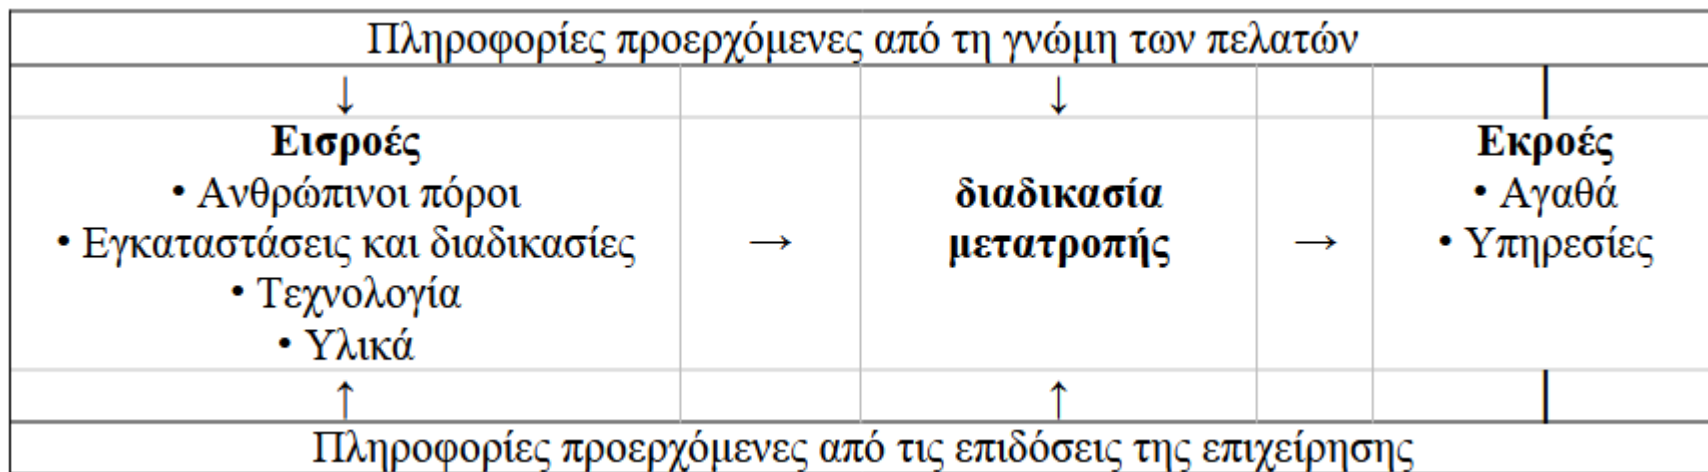 Πληροφορίες προερχόμενες από τη γνώμη των πελατών
↓ ↓ |
Εισροές
• Ανθρώπινοι πόροι
• Εγκαταστάσεις και διαδικασίες
• Τεχνολογία
• Υλικά
→
διαδικασία
μετατροπής
→
Εκροές
• Αγαθά
• Υπηρεσίες
↑ ↑ |
Πληροφορίες προερχόμενες από τις επιδόσεις της επιχείρησης